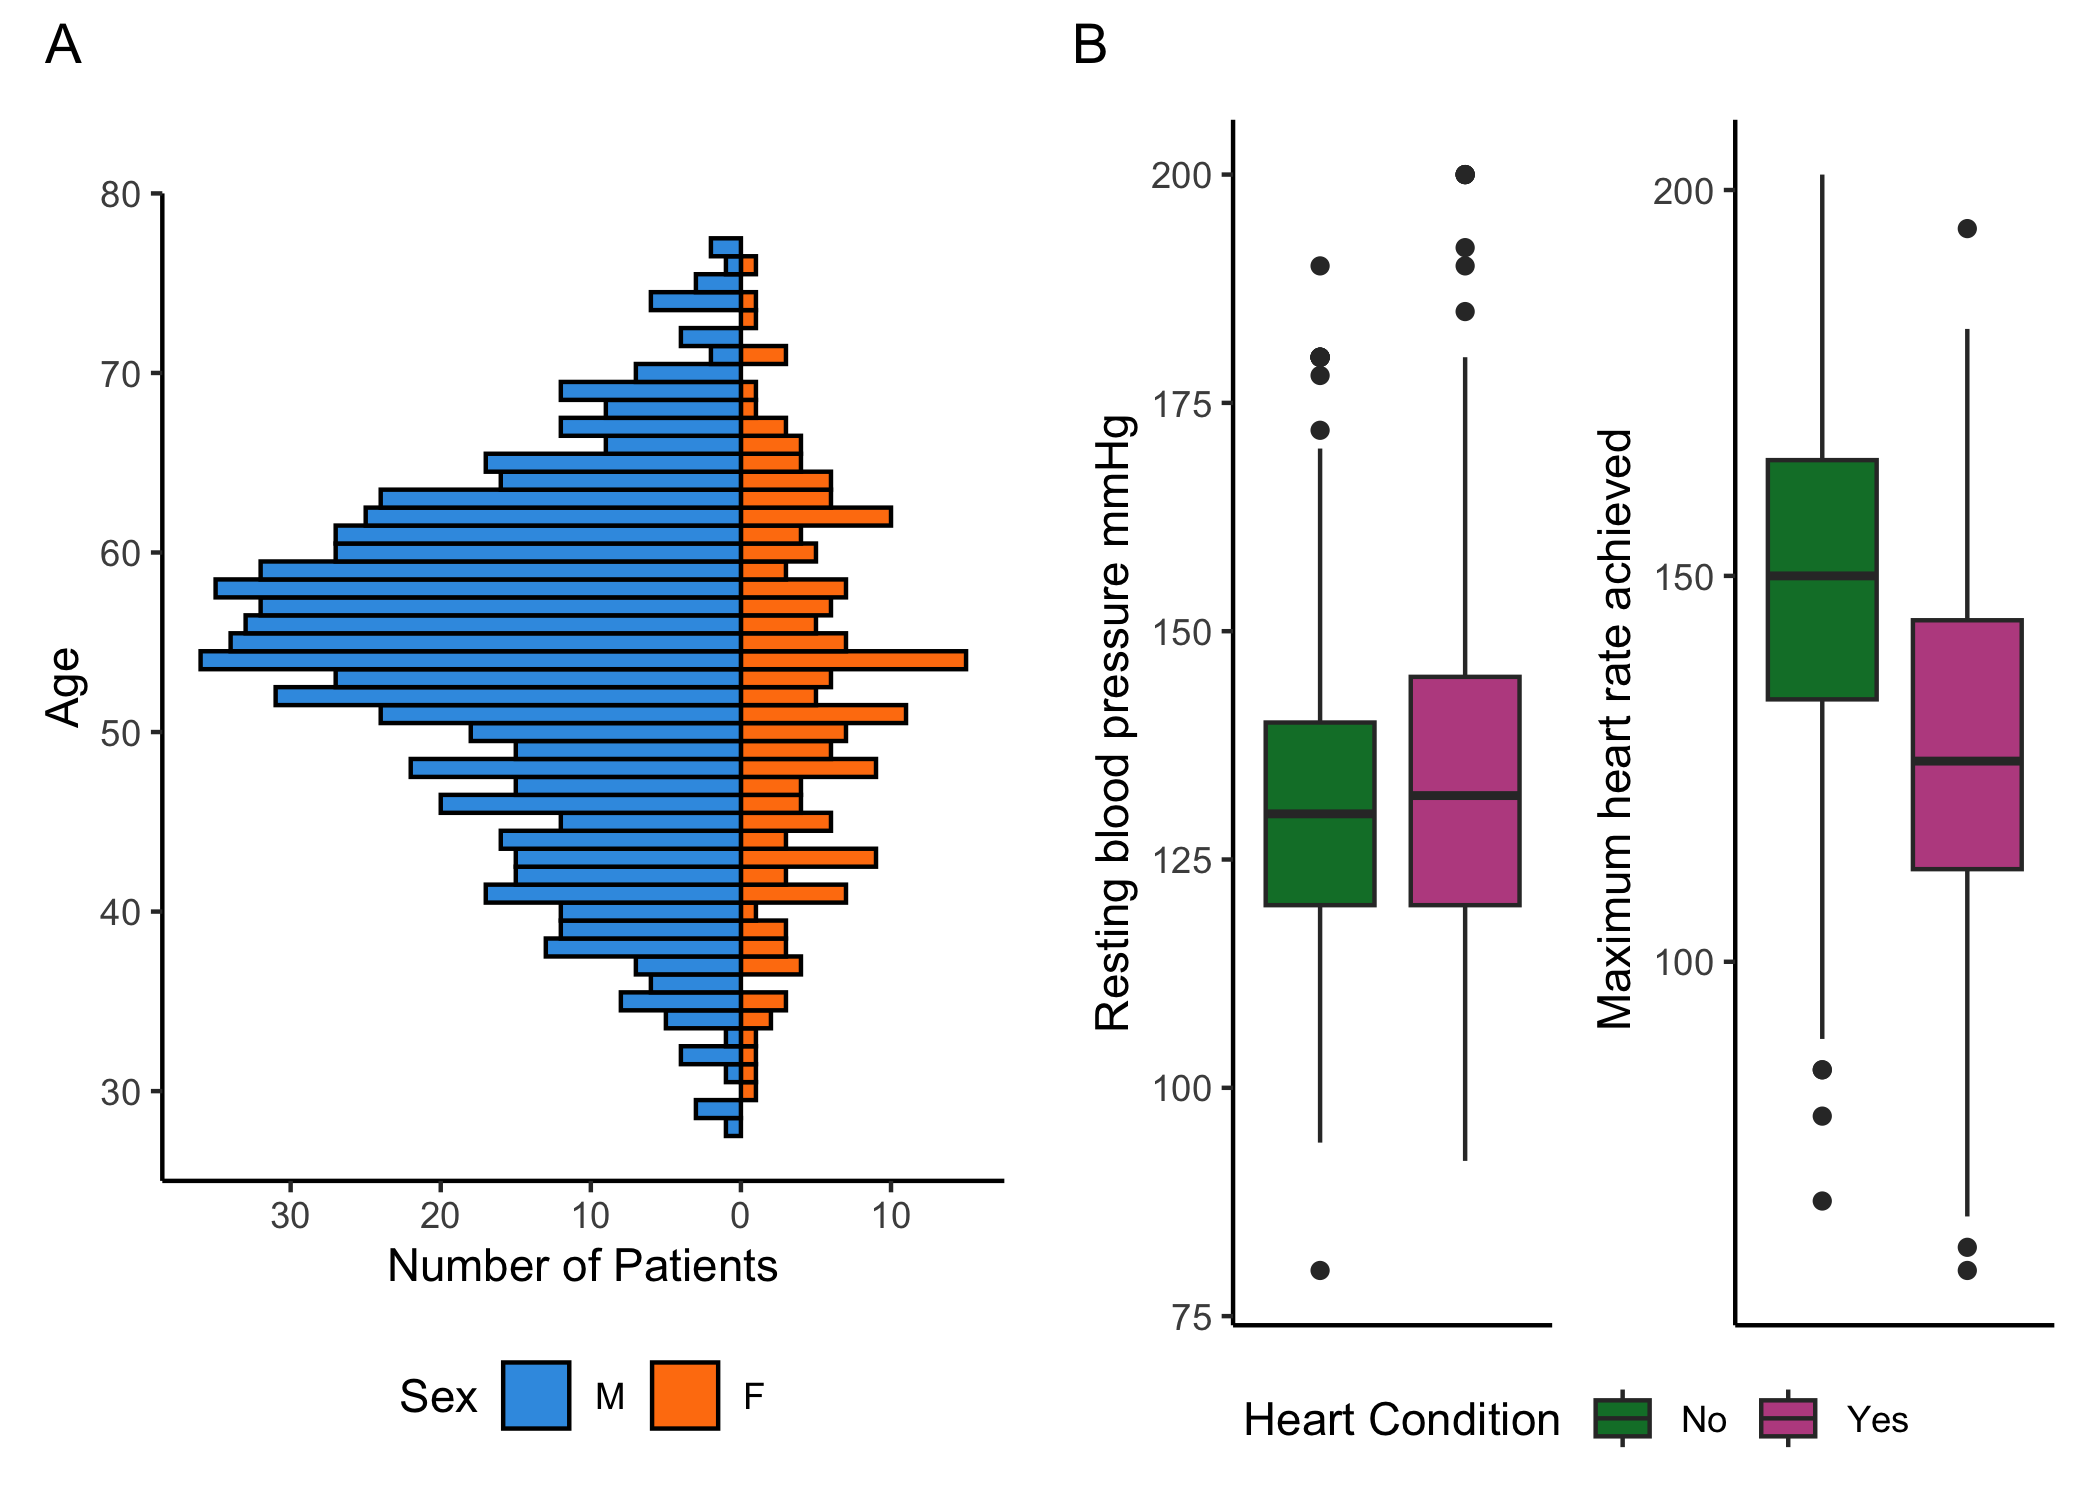 A
80
70
60
50
40
30
Age
30 20 10 0 10
Number of Patients
Sex M F
B
200
175
150
125
100
75
Resting blood pressure mmHg
200
150
100
Maximum heart rate achieved
Heart Condition No Yes